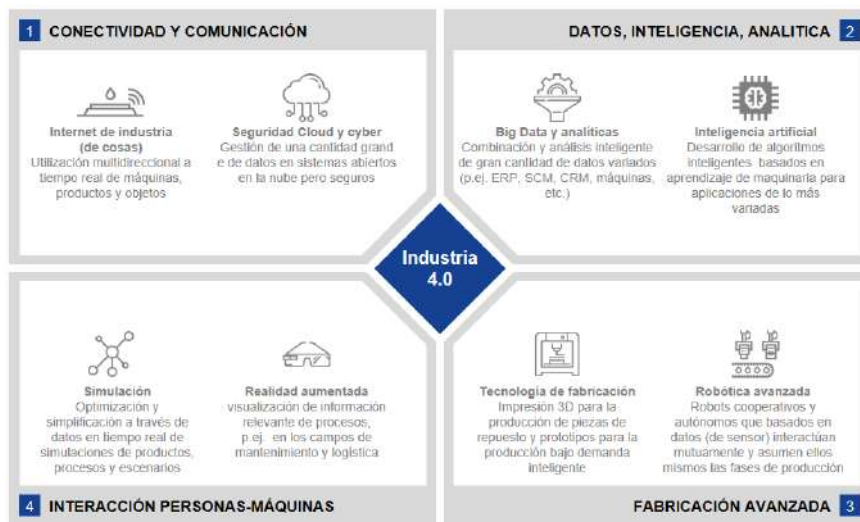 1 CONECTIVIDAD Y COMUNICACIÓN
Internet de industria
(de cosas)
Utilización multidireccional a
tiempo real de máquinas,
productos y objetos
Seguridad Cloud y cyber
Gestión de una cantidad grand
e de datos en sistemas abiertos
en la nube pero seguros
DATOS, INTELIGENCIA, ANALITICA 2
Big Data y analíticas
Combinación y análisis inteligente
de gran cantidad de datos variados
(p.ej. ERP, SCM, CRM, máquinas,
etc.)
Inteligencia artificial
Desarrollo de algoritmos
inteligentes basados en
aprendizaje de maquinaria para
aplicaciones de lo más
variadas
Industria
4.0
Simulación
Optimización y
simplificación a través de
datos en tiempo real de
simulaciones de productos,
procesos y escenarios
Realidad aumentada
visualización de información
relevante de procesos,
p.ej. en los campos de
mantenimiento y logística
4 INTERACCIÓN PERSONAS-MÁQUINAS
Tecnología de fabricación
Impresión 3D para la
producción de piezas de
repuesto y prototipos para la
producción bajo demanda
inteligente
Robótica avanzada
Robots cooperativos y
autónomos que basados en
datos (de sensor) interactúan
mutuamente y asumen ellos
mismos las fases de producción
FABRICACIÓN AVANZADA 3